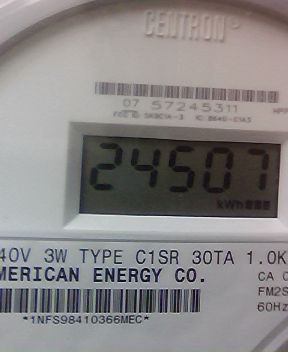 CENTRON
07 57245311
24507
kWh
40V 3W TYPE C1SR 30TA 1.0K
MERICAN ENERGY CO.
CA
FM2S
60Hz
*1NFS98410366MEC*